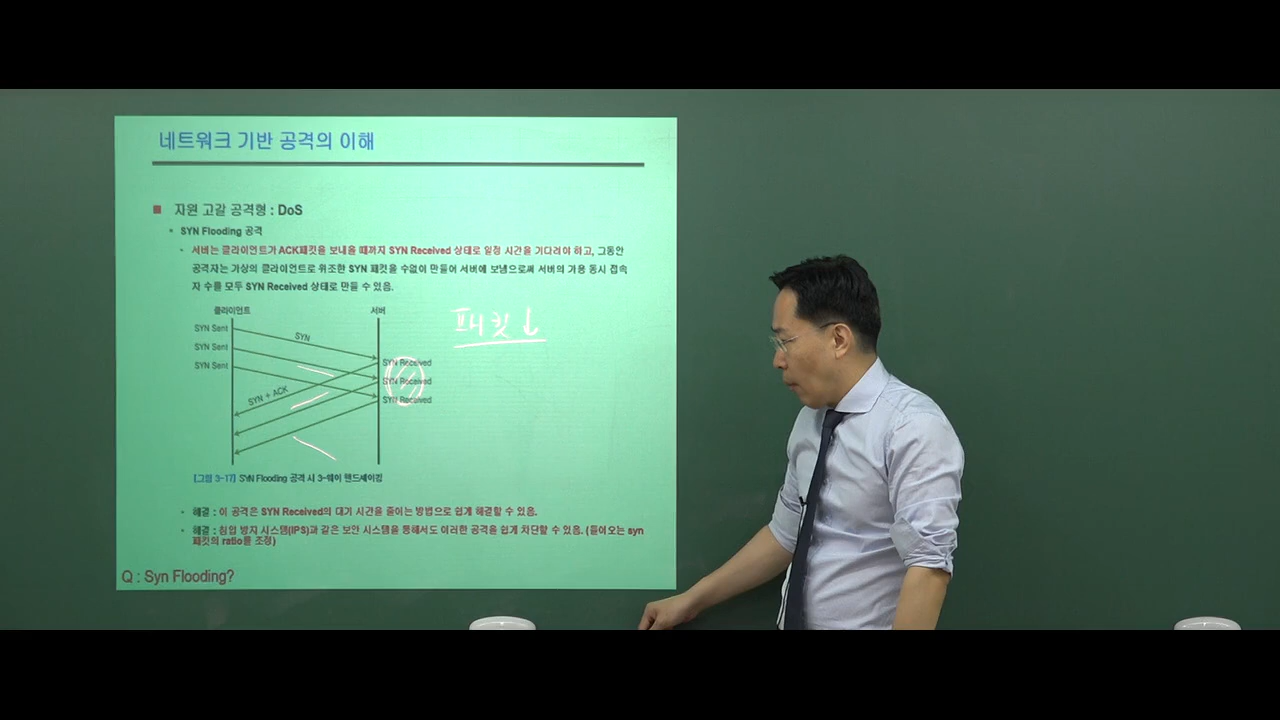 네트워크 기반 공격의 이해
자원 고갈 공격형 : DoS
SYN Flooding 공격
서버는 클라이언트가 ACK패킷을 보내올 때까지 SYN Received 상태로 일정 시간을 기다려야 하고, 그동안
공격자는 가상의 클라이언트로 위조한 SYN 패킷을 수없이 만들어 서버에 보냄으로써 서버의 가용 동시 접속
자 수를 모두 SYN Received 상태로 만들 수 있음.
클라이언트 서버
SYN Sent
SYN
SYN Sent
SYN Sent
SYN Received
SYN Received
SYN + ACK
SYN Received
패킷
[그림 3-17] SYN Flooding 공격 시 3-웨이 핸드셰이킹
해결 : 이 공격은 SYN Received의 대기 시간을 줄이는 방법으로 쉽게 해결할 수 있음.
해결 : 침입 방지 시스템(IPS)과 같은 보안 시스템을 통해서도 이러한 공격을 쉽게 차단할 수 있음. (들어오는 syn
패킷의 ratio를 조정)
Q : Syn Flooding?